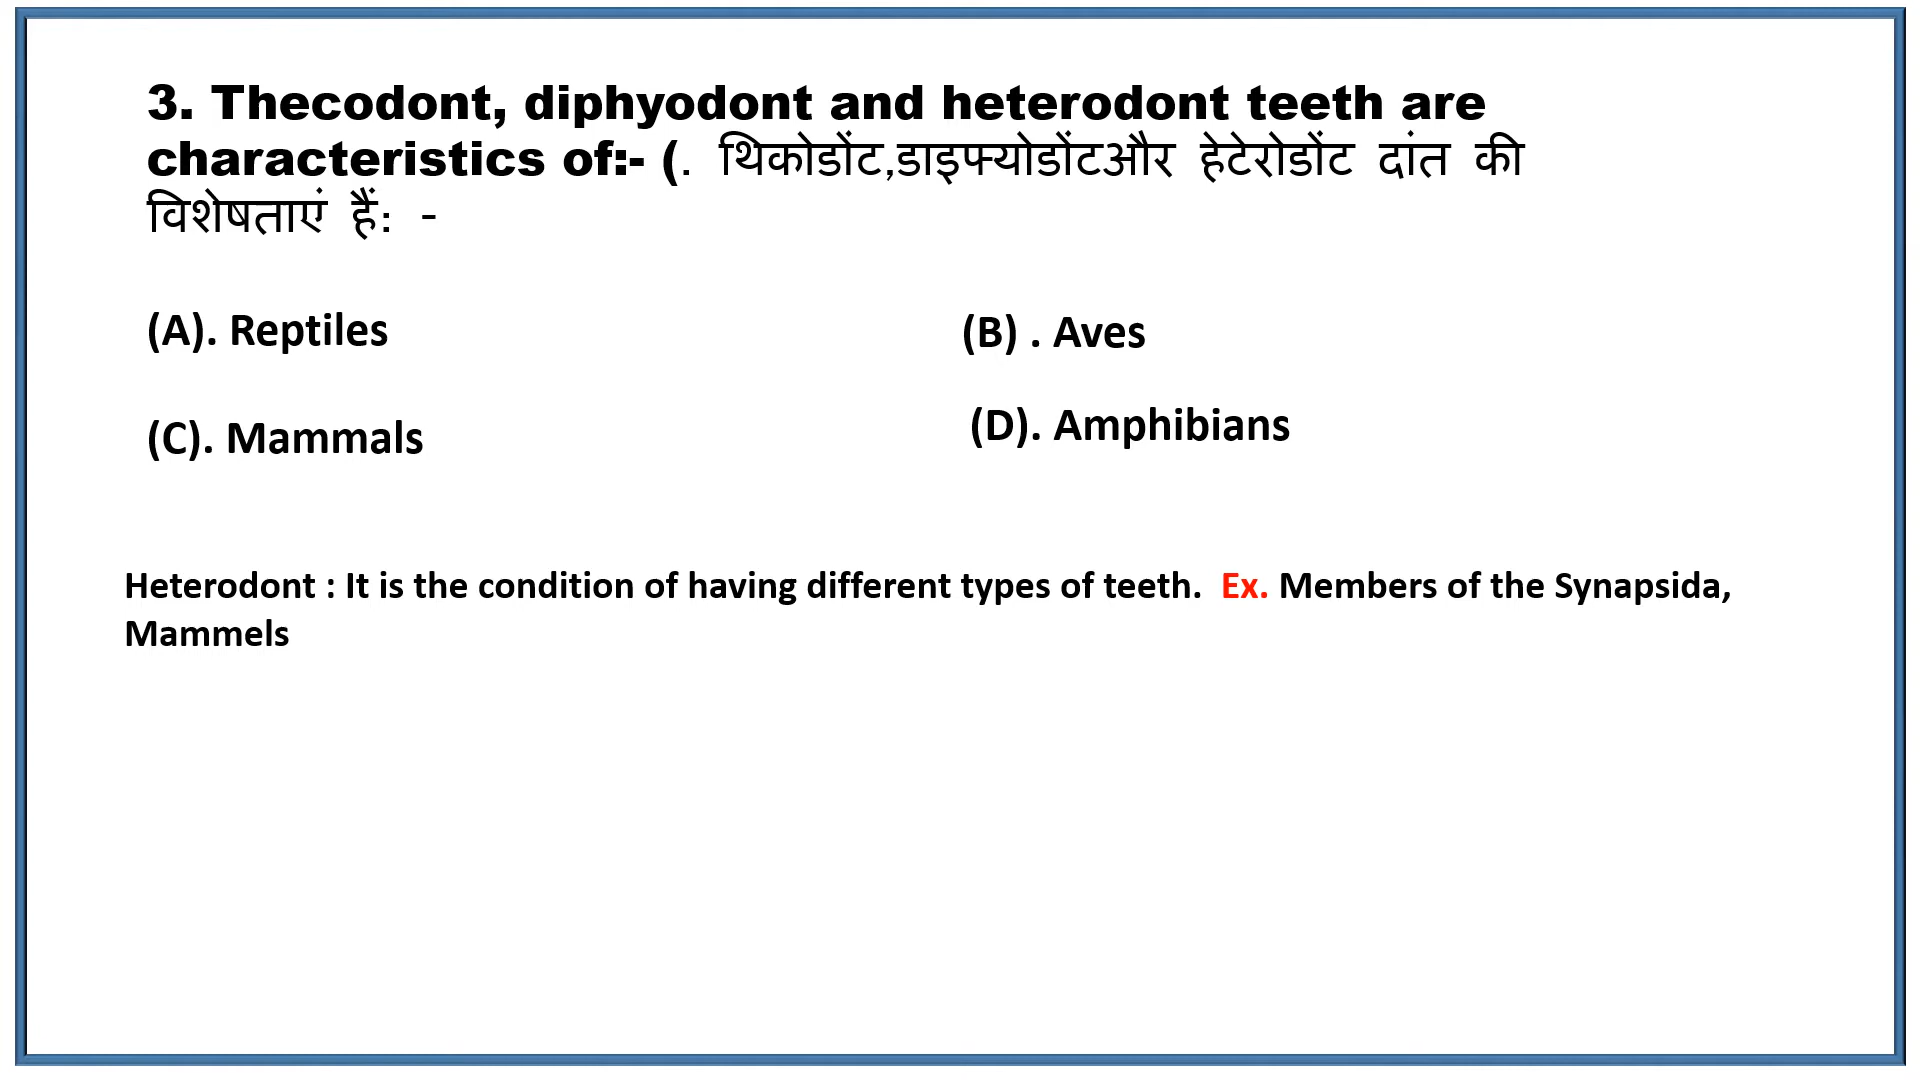 3. Thecodont, diphyodont and heterodont teeth are
characteristics of:- (. थिकोडोंट,डाइफ्योडोंटऔर हेटेरोडोंट दांत की
विशेषताएं हैं: -
(A). Reptiles
(B) . Aves
(C). Mammals
(D). Amphibians
Heterodont : It is the condition of having different types of teeth. Ex. Members of the Synapsida,
Mammels